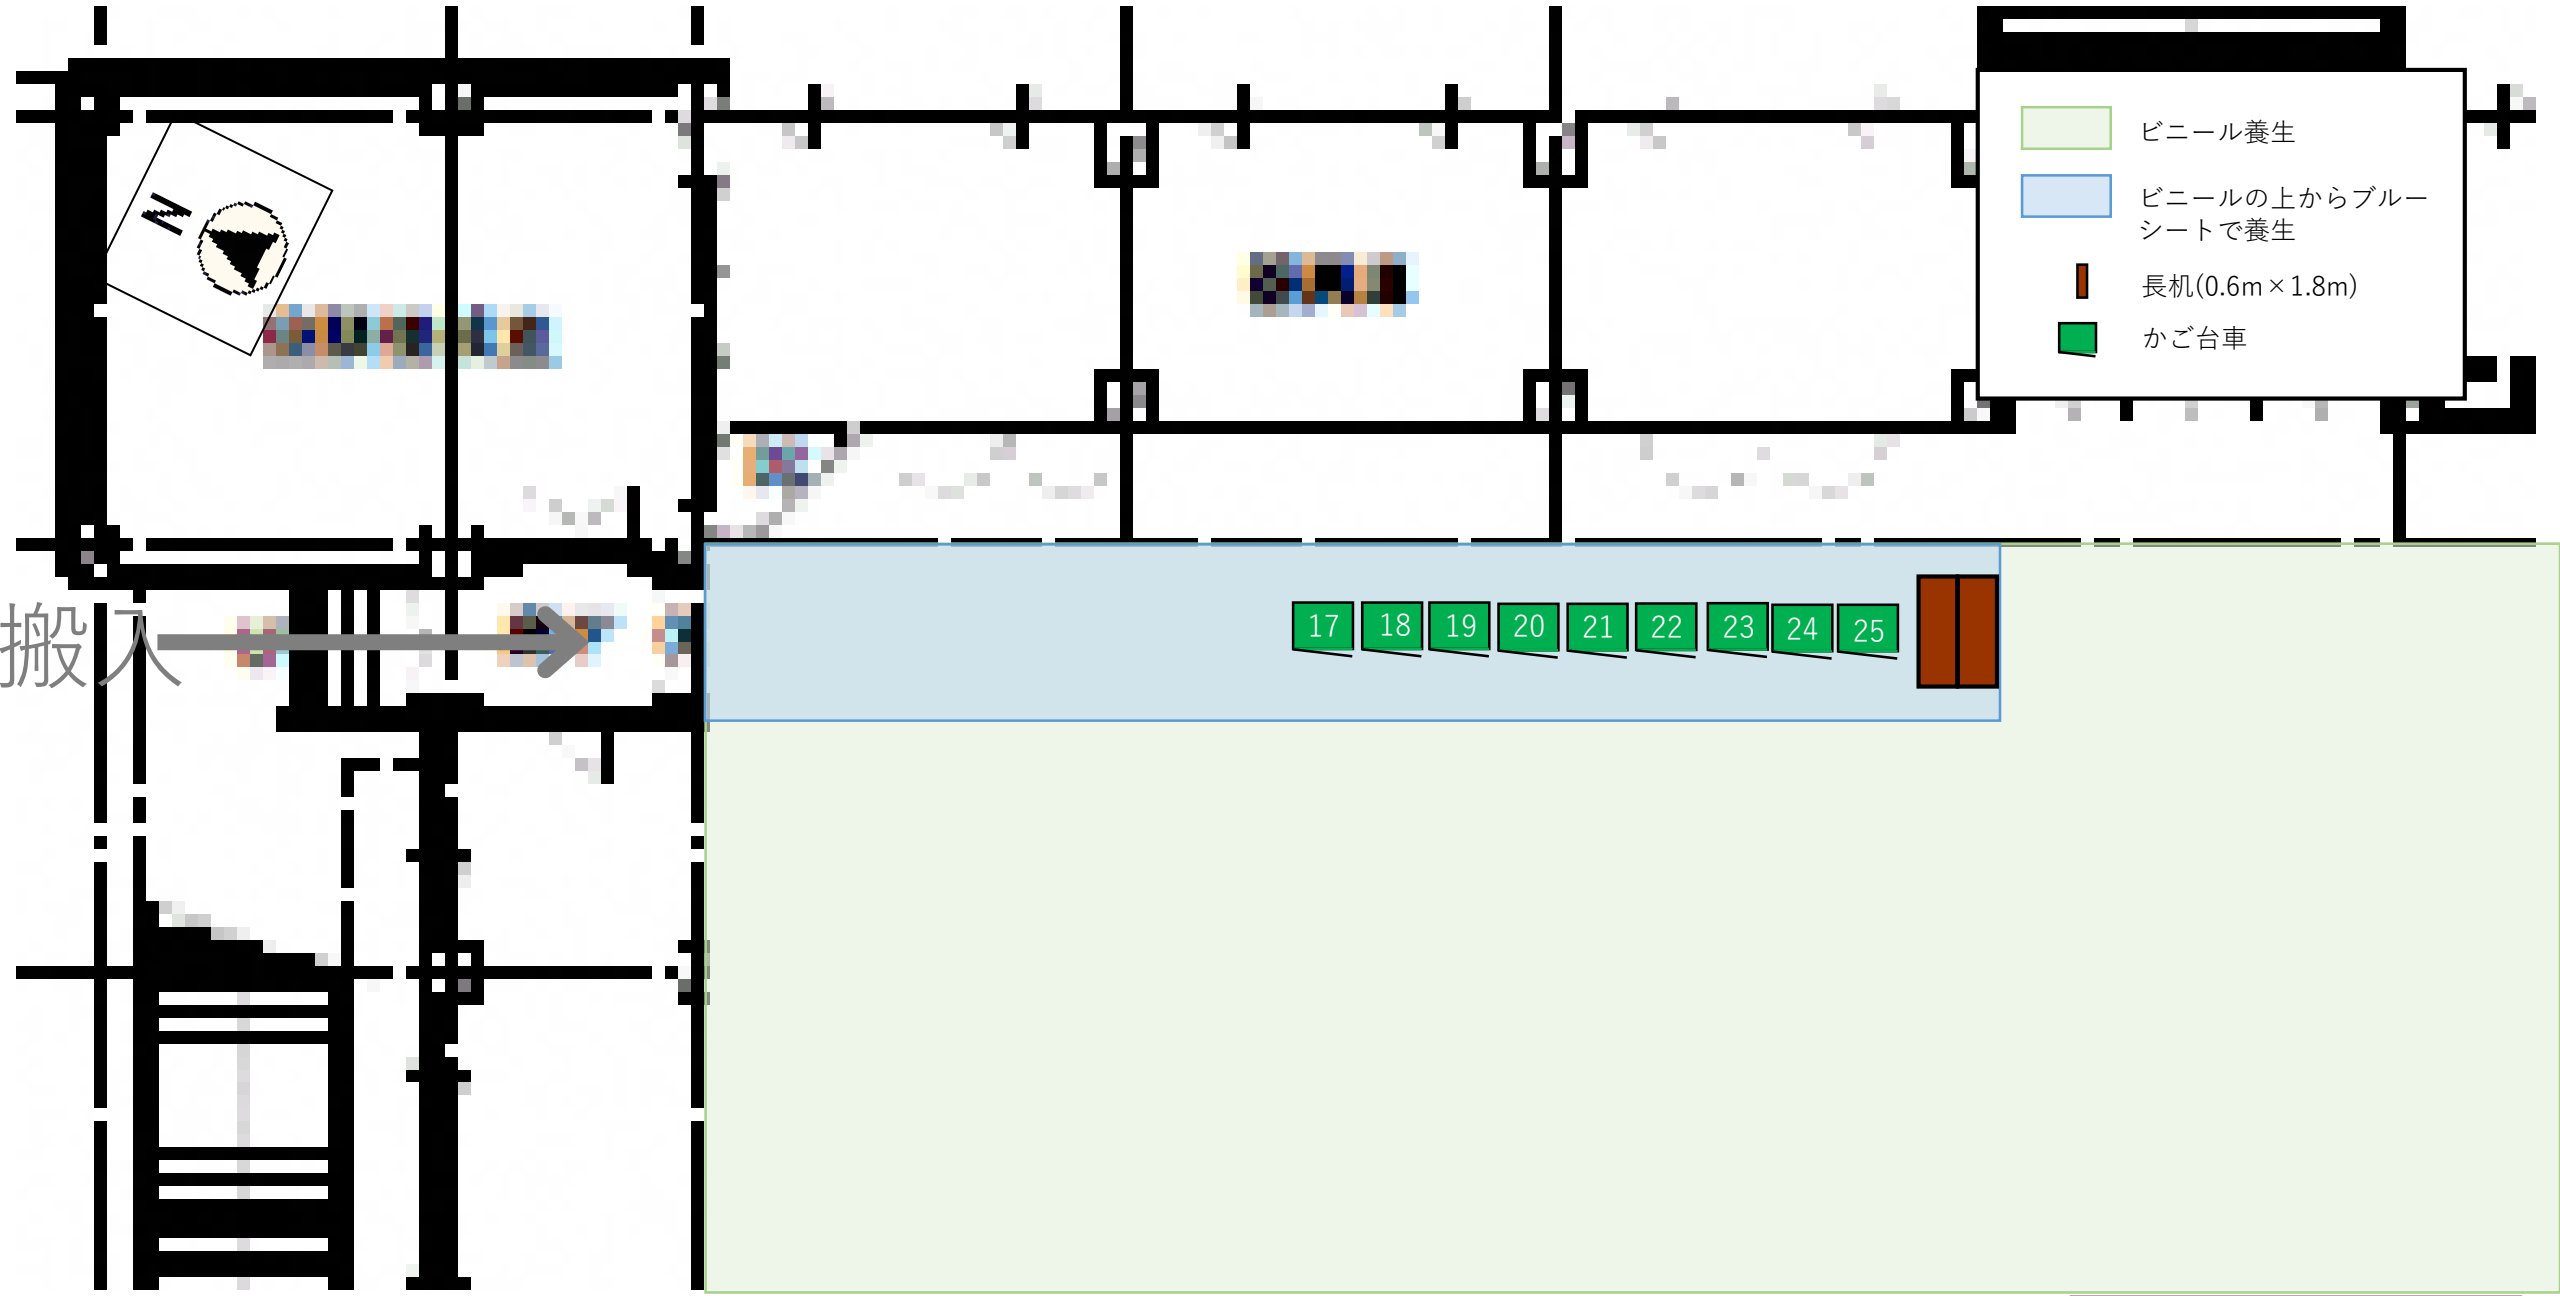 N
ビニール養生
ビニールの上からブルー
シートで養生
長机(0.6m×1.8m)
かご台車
搬入
17 18 19 20 21 22 23 24 25